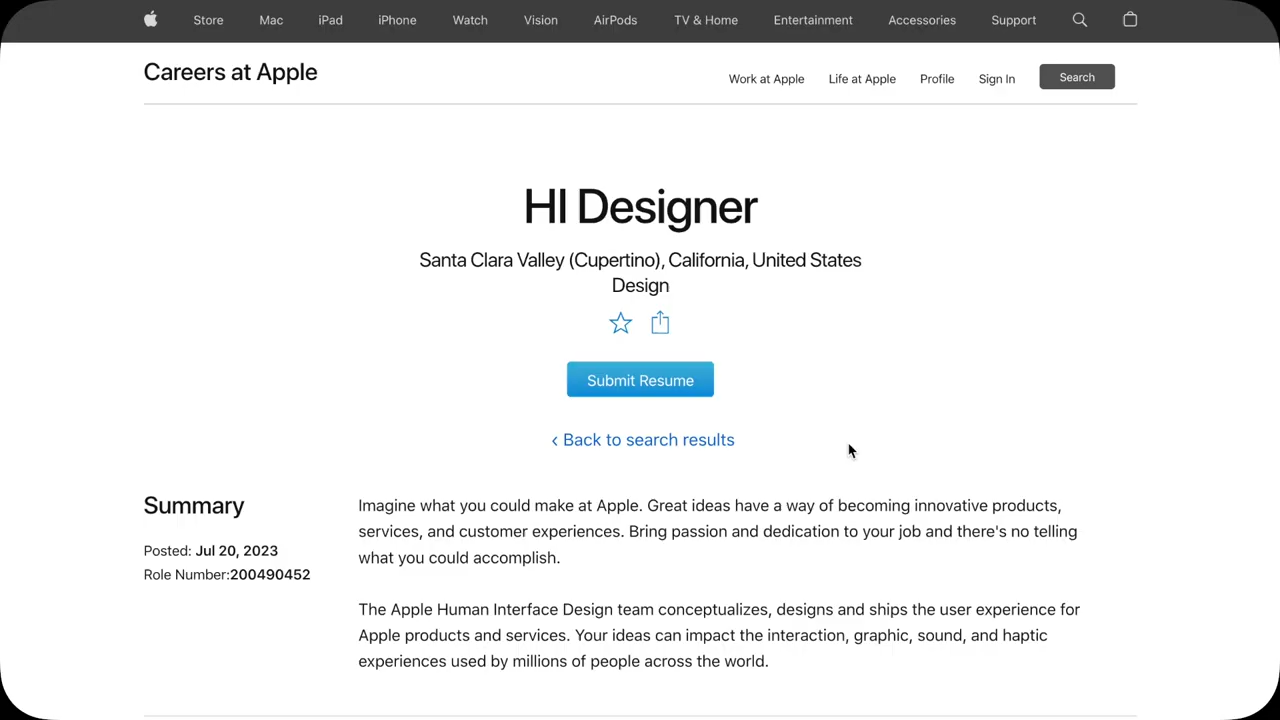 Store Mac iPad iPhone Watch Vision AirPods TV & Home Entertainment Accessories Support
Careers at Apple
Work at Apple Life at Apple Profile Sign In Search
HI Designer
Santa Clara Valley (Cupertino), California, United States
Design
Submit Resume
‹ Back to search results
Summary
Posted: Jul 20, 2023
Role Number:200490452
Imagine what you could make at Apple. Great ideas have a way of becoming innovative products,
services, and customer experiences. Bring passion and dedication to your job and there's no telling
what you could accomplish.
The Apple Human Interface Design team conceptualizes, designs and ships the user experience for
Apple products and services. Your ideas can impact the interaction, graphic, sound, and haptic
experiences used by millions of people across the world.